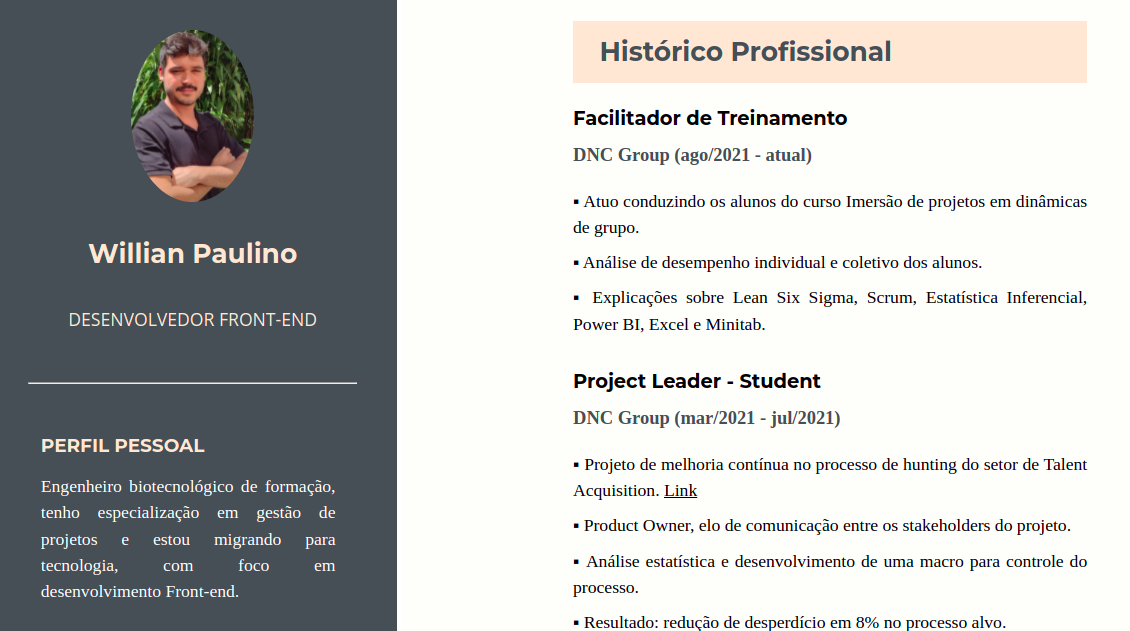 Willian Paulino
DESENVOLVEDOR FRONT-END
PERFIL PESSOAL
Engenheiro biotecnológico de formação,
tenho especialização em gestão de
projetos e estou migrando para
tecnologia, com foco em
desenvolvimento Front-end.
Histórico Profissional
Facilitador de Treinamento
DNC Group (ago/2021 - atual)
▪ Atuo conduzindo os alunos do curso Imersão de projetos em dinâmicas
de grupo.
▪ Análise de desempenho individual e coletivo dos alunos.
▪ Explicações sobre Lean Six Sigma, Scrum, Estatística Inferencial,
Power BI, Excel e Minitab.
Project Leader - Student
DNC Group (mar/2021 - jul/2021)
▪ Projeto de melhoria contínua no processo de hunting do setor de Talent
Acquisition. Link
▪ Product Owner, elo de comunicação entre os stakeholders do projeto.
▪ Análise estatística e desenvolvimento de uma macro para controle do
processo.
▪ Resultado: redução de desperdício em 8% no processo alvo.